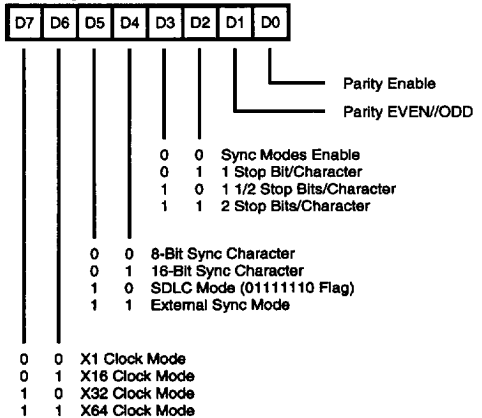 D7 D6 D5 D4 D3 D2 D1 D0
Parity Enable
Parity EVEN//ODD
0 0 Sync Modes Enable
0 1 1 Stop Bit/Character
1 0 1 1/2 Stop Bits/Character
1 1 2 Stop Bits/Character
0 0 8-Bit Sync Character
0 1 16-Bit Sync Character
1 0 SDLC Mode (01111110 Flag)
1 1 External Sync Mode
0 0 X1 Clock Mode
0 1 X16 Clock Mode
1 0 X32 Clock Mode
1 1 X64 Clock Mode